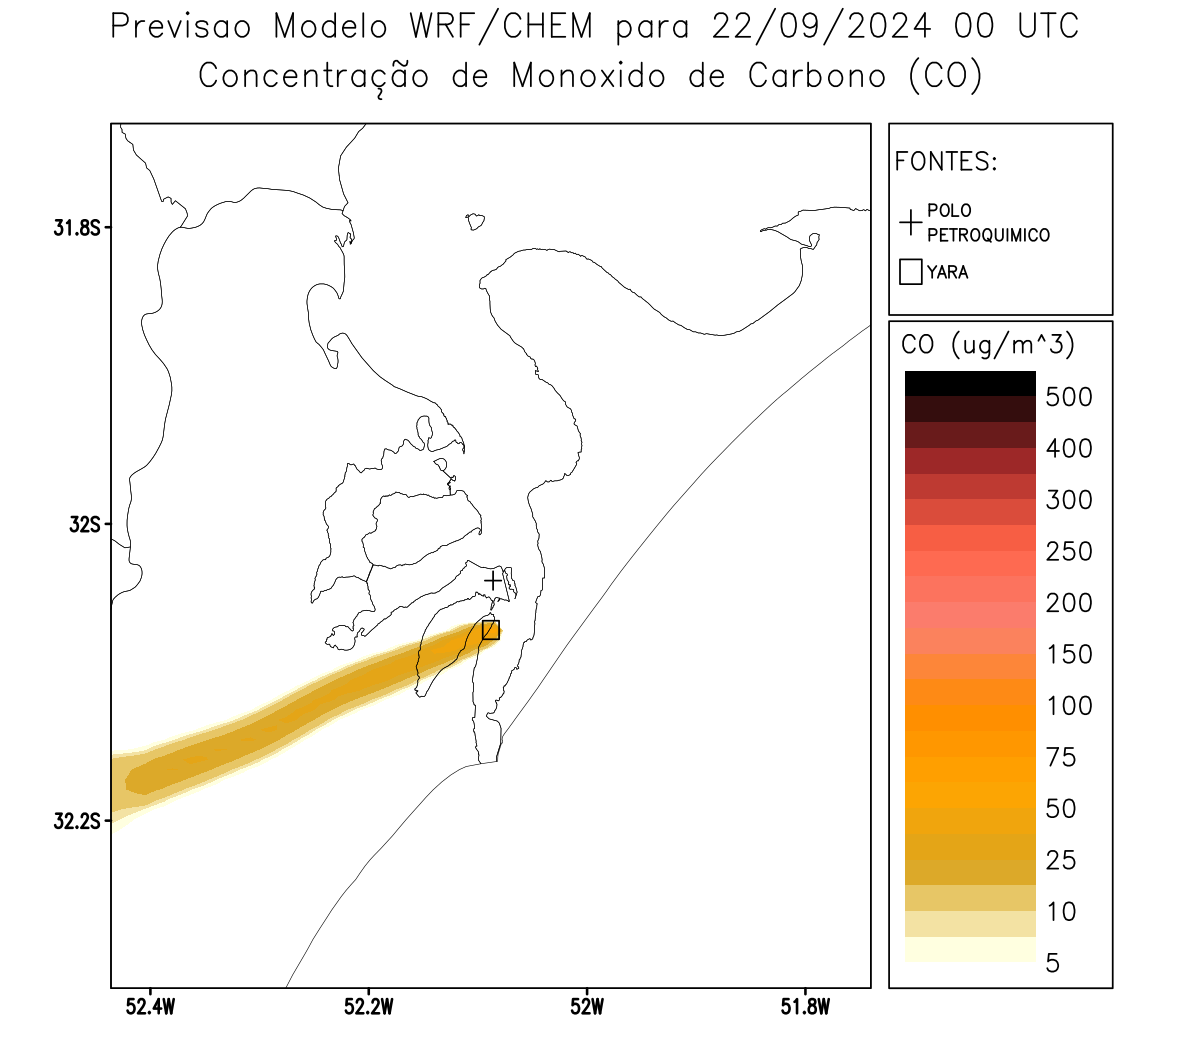 Previsao Modelo WRF/CHEM para 22/09/2024 00 UTC
Concentração de Monoxido de Carbono (CO)
FONTES:
POLO
PETROQUIMICO
YARA
CO (ug/m^3)
500
400
300
250
200
150
100
75
50
25
10
5
31.8S
32S
32.2S
52.4W
52.2W
52W
51.8W